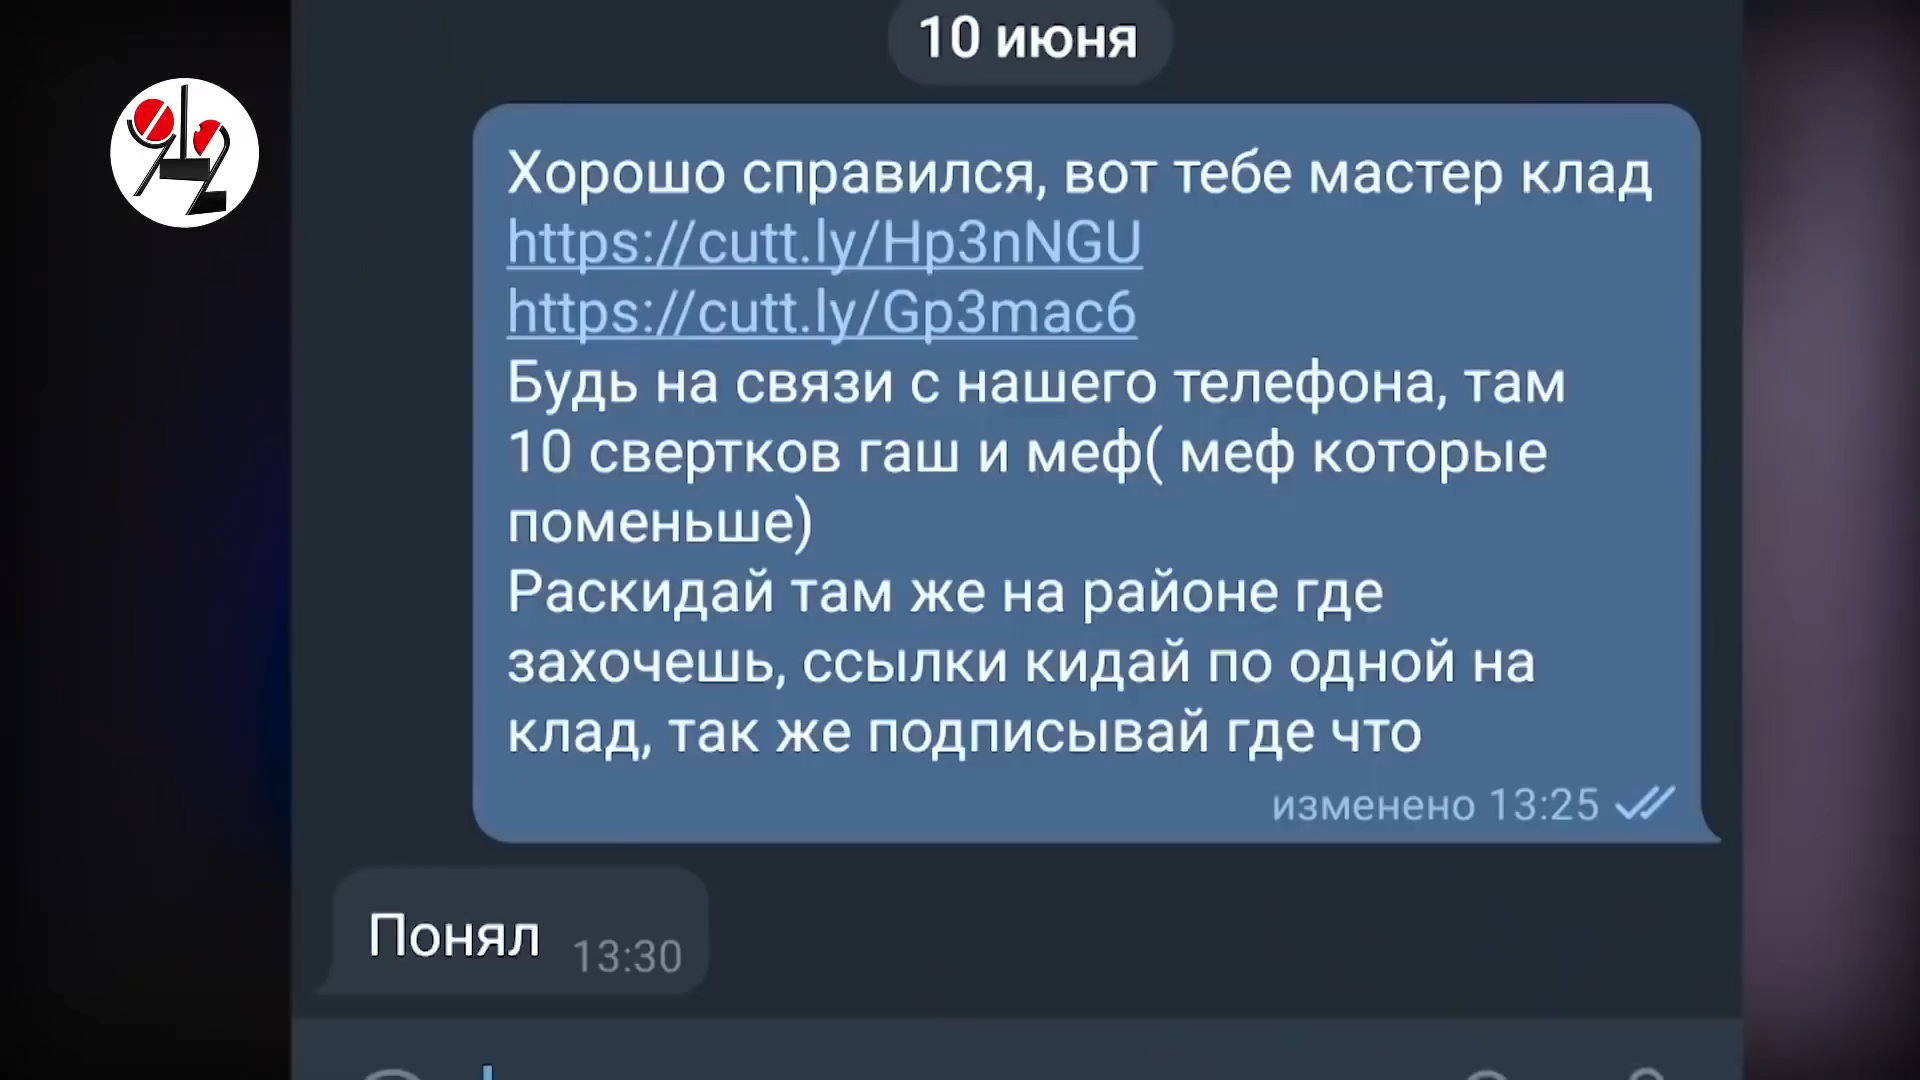 10 июня
Хорошо справился, вот тебе мастер клад
https://cutt.ly/Hp3nNGU
https://cutt.ly/Gp3mac6
Будь на связи с нашего телефона, там
10 свертков гаш и меф( меф которые
поменьше)
Раскидай там же на районе где
захочешь, ссылки кидай по одной на
клад, так же подписывай где что
изменено 13:25
Понял 13:30